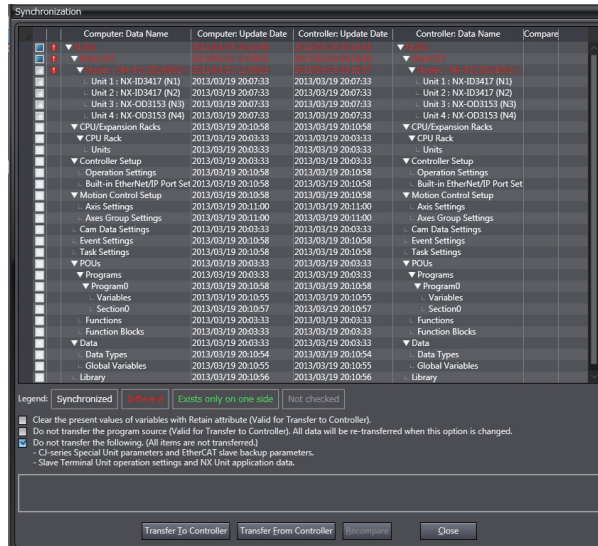 Synchronization
Computer: Data Name Computer: Update Date Controller: Update Date Controller: Data Name Compare
Unit 1 : NX-ID3417 (N1) 2013/03/19 20:07:33 2013/03/19 20:07:33 Unit 1 : NX-ID3417 (N1)
Unit 2 : NX-ID3417 (N2) 2013/03/19 20:07:33 2013/03/19 20:07:33 Unit 2 : NX-ID3417 (N2)
Unit 3 : NX-OD3153 (N3) 2013/03/19 20:07:33 2013/03/19 20:07:33 Unit 3 : NX-OD3153 (N3)
Unit 4 : NX-OD3153 (N4) 2013/03/19 20:07:33 2013/03/19 20:07:33 Unit 4 : NX-OD3153 (N4)
▼ CPU/Expansion Racks 2013/03/19 20:10:58 2013/03/19 20:10:58 ▼ CPU/Expansion Racks
▼ CPU Rack 2013/03/19 20:03:33 2013/03/19 20:03:33 ▼ CPU Rack
Units 2013/03/19 20:03:33 2013/03/19 20:03:33 Units
▼ Controller Setup 2013/03/19 20:03:33 2013/03/19 20:03:33 ▼ Controller Setup
Operation Settings 2013/03/19 20:10:58 2013/03/19 20:10:58 Operation Settings
Built-in EtherNet/IP Port Set 2013/03/19 20:10:58 2013/03/19 20:10:58 Built-in EtherNet/IP Port Set
▼ Motion Control Setup 2013/03/19 20:10:58 2013/03/19 20:10:58 ▼ Motion Control Setup
Axis Settings 2013/03/19 20:11:00 2013/03/19 20:11:00 Axis Settings
Axes Group Settings 2013/03/19 20:11:00 2013/03/19 20:11:00 Axes Group Settings
Cam Data Settings 2013/03/19 20:03:33 2013/03/19 20:03:33 Cam Data Settings
Event Settings 2013/03/19 20:10:58 2013/03/19 20:10:58 Event Settings
Task Settings 2013/03/19 20:10:58 2013/03/19 20:10:58 Task Settings
▼ POUs 2013/03/19 20:03:33 2013/03/19 20:03:33 ▼ POUs
▼ Programs 2013/03/19 20:03:33 2013/03/19 20:03:33 ▼ Programs
▼ Program0 2013/03/19 20:10:58 2013/03/19 20:10:58 ▼ Program0
Variables 2013/03/19 20:10:55 2013/03/19 20:10:55 Variables
Section0 2013/03/19 20:10:57 2013/03/19 20:10:57 Section0
Functions 2013/03/19 20:03:33 2013/03/19 20:03:33 Functions
Function Blocks 2013/03/19 20:03:33 2013/03/19 20:03:33 Function Blocks
▼ Data 2013/03/19 20:03:33 2013/03/19 20:03:33 ▼ Data
Data Types 2013/03/19 20:10:54 2013/03/19 20:10:54 Data Types
Global Variables 2013/03/19 20:10:55 2013/03/19 20:10:55 Global Variables
Library 2013/03/19 20:10:56 2013/03/19 20:10:56 Library
Legend: Synchronized Different Exists only on one side Not checked
Clear the present values of variables with Retain attribute (Valid for Transfer to Controller).
Do not transfer the program source (Valid for Transfer to Controller). All data will be re-transferred when this option is changed.
Do not transfer the following. (All items are not transferred.)
- CJ-series Special Unit parameters and EtherCAT slave backup parameters.
- Slave Terminal Unit operation settings and NX Unit application data.
Transfer To Controller Transfer From Controller Recompare Close